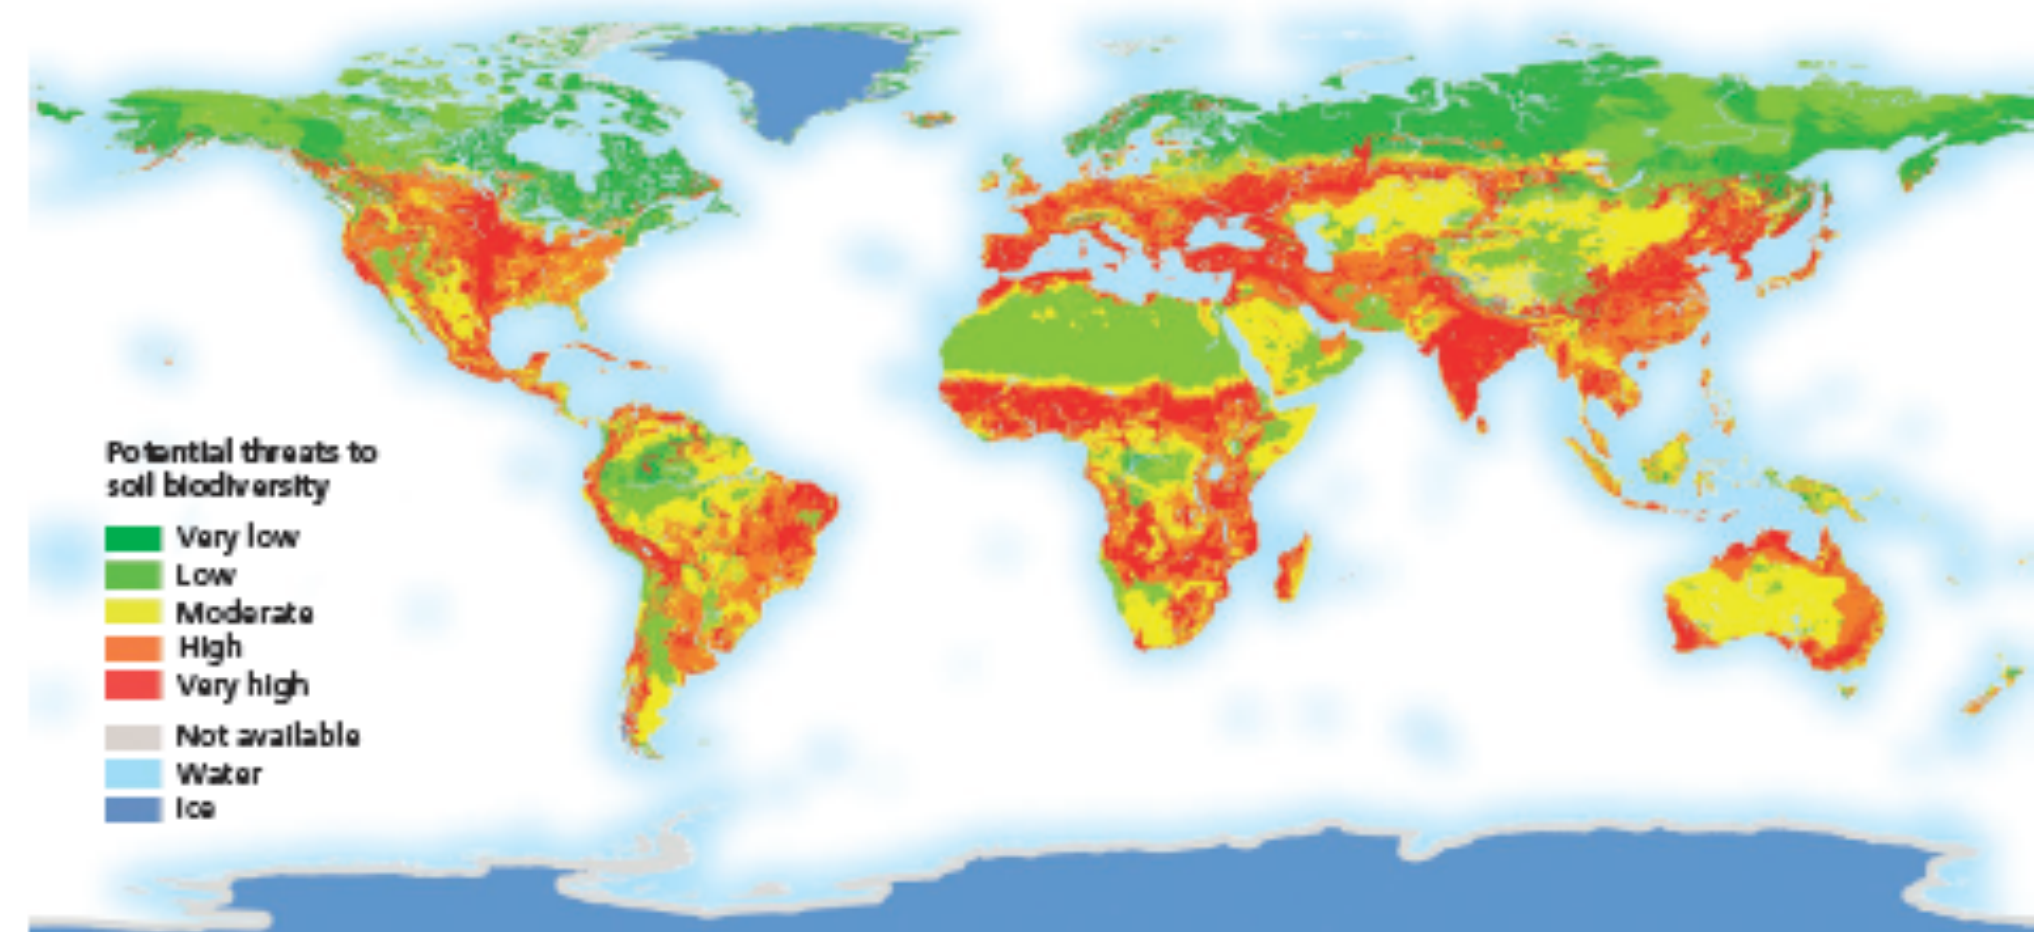 Potential threats to
soil biodiversity
Very low
Low
Moderate
High
Very high
Not available
Water
Ice